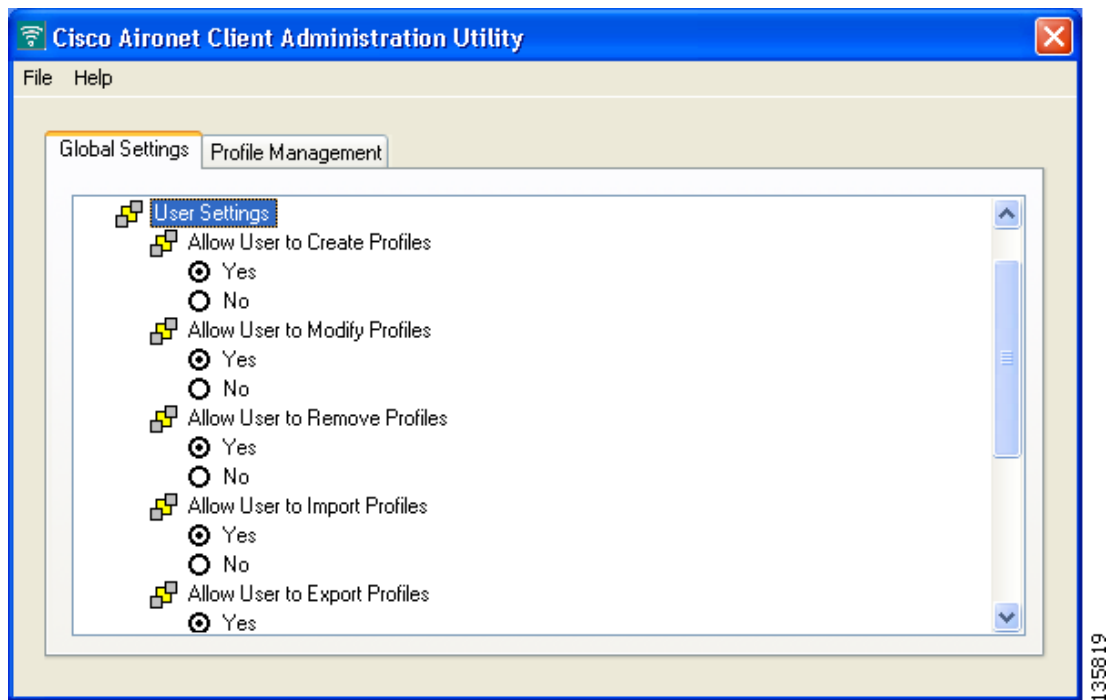 Cisco Aironet Client Administration Utility
File Help
Global Settings Profile Management
User Settings
Allow User to Create Profiles
Yes
No
Allow User to Modify Profiles
Yes
No
Allow User to Remove Profiles
Yes
No
Allow User to Import Profiles
Yes
No
Allow User to Export Profiles
Yes
135819